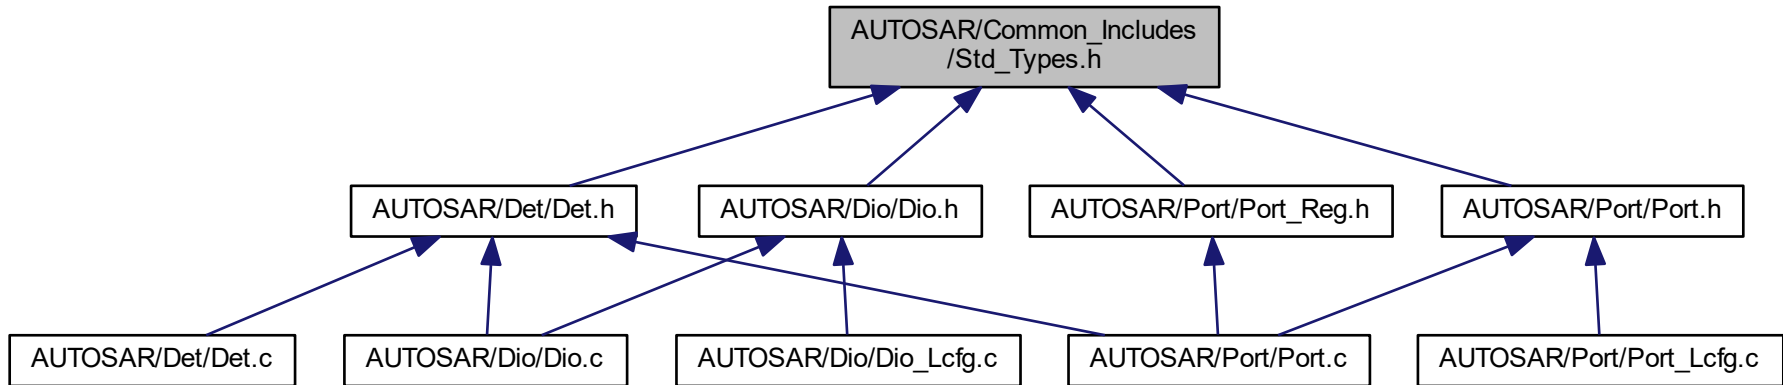 AUTOSAR/Common_Includes
/Std_Types.h
AUTOSAR/Det/Det.h
AUTOSAR/Dio/Dio.h
AUTOSAR/Port/Port_Reg.h
AUTOSAR/Port/Port.h
AUTOSAR/Det/Det.c
AUTOSAR/Dio/Dio.c
AUTOSAR/Dio/Dio_Lcfg.c
AUTOSAR/Port/Port.c
AUTOSAR/Port/Port_Lcfg.c